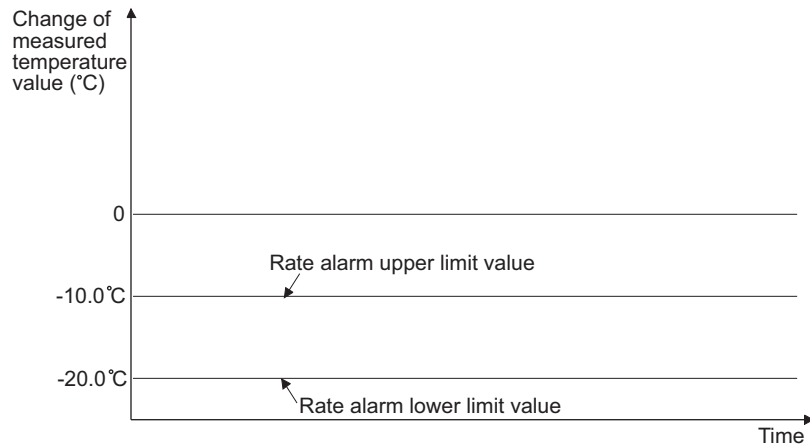 Change of
measured
temperature
value (°C)
0
Rate alarm upper limit value
-10.0℃
-20.0℃
Rate alarm lower limit value
Time